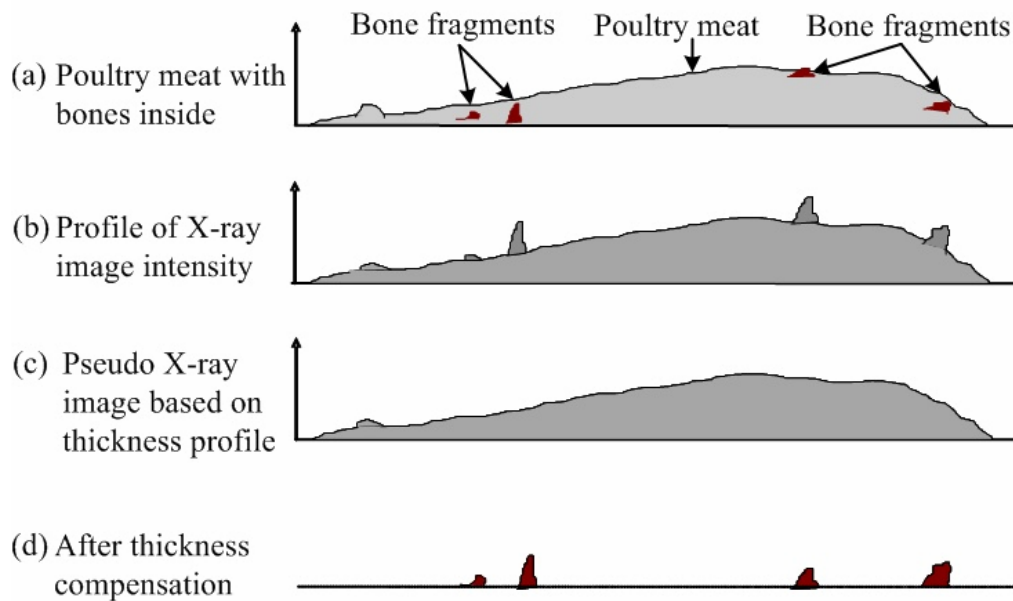 Bone fragments
Poultry meat
Bone fragments
(a) Poultry meat with
bones inside
(b) Profile of X-ray
image intensity
(c) Pseudo X-ray
image based on
thickness profile
(d) After thickness
compensation